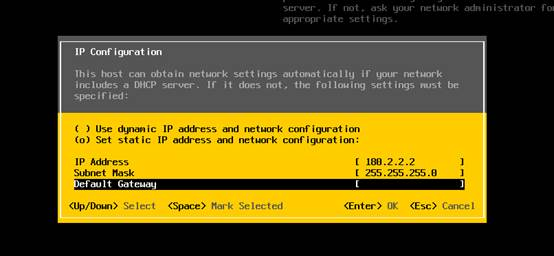 server. If not, ask your network administrator for
appropriate settings.
IP Configuration
This host can obtain network settings automatically if your network
includes a DHCP server. If it does not, the following settings must be
specified:
( ) Use dynamic IP address and network configuration
(o) Set static IP address and network configuration:
IP Address [ 180.2.2.2 ]
Subnet Mask [ 255.255.255.0 ]
Default Gateway [ ]
<Up/Down> Select <Space> Mark Selected <Enter> OK <Esc> Cancel